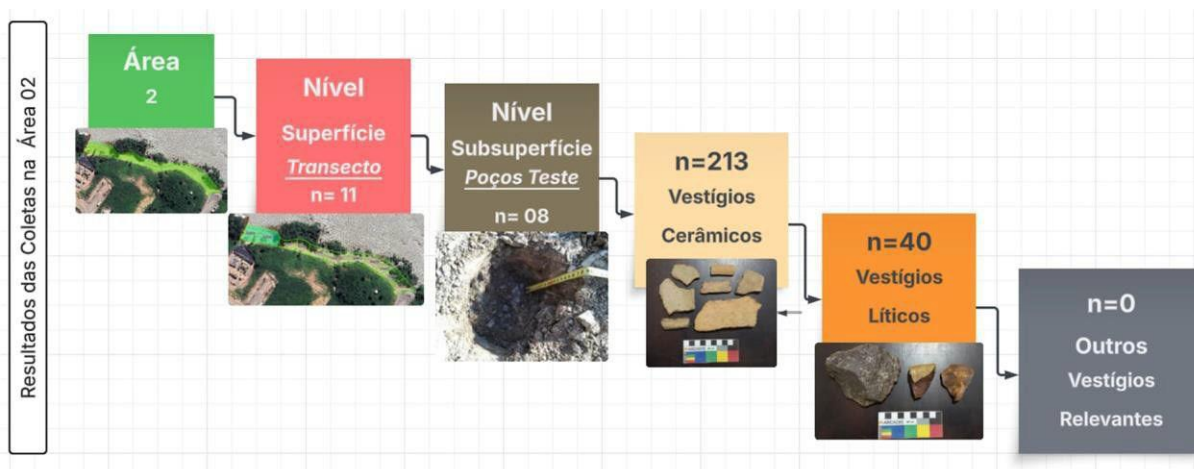 Resultados das Coletas na Área 02
Área
2
Nível
Superfície
Transecto
n= 11
Nível
Subsuperfície
Poços Teste
n= 08
n=213
Vestígios
Cerâmicos
n=40
Vestígios
Líticos
n=0
Outros
Vestígios
Relevantes